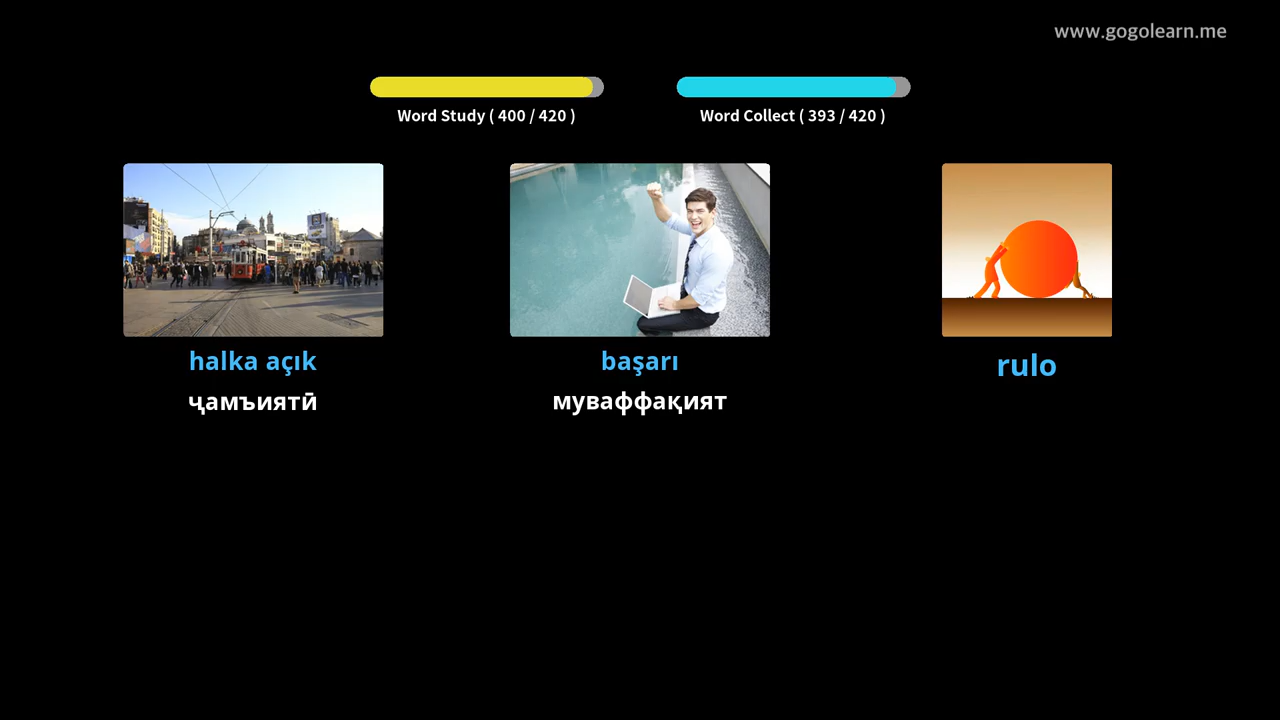 www.gogolearn.me
Word Study ( 400 / 420 )
Word Collect ( 393 / 420 )
halka açık
ҷамъиятӣ
başarı
муваффақият
rulo